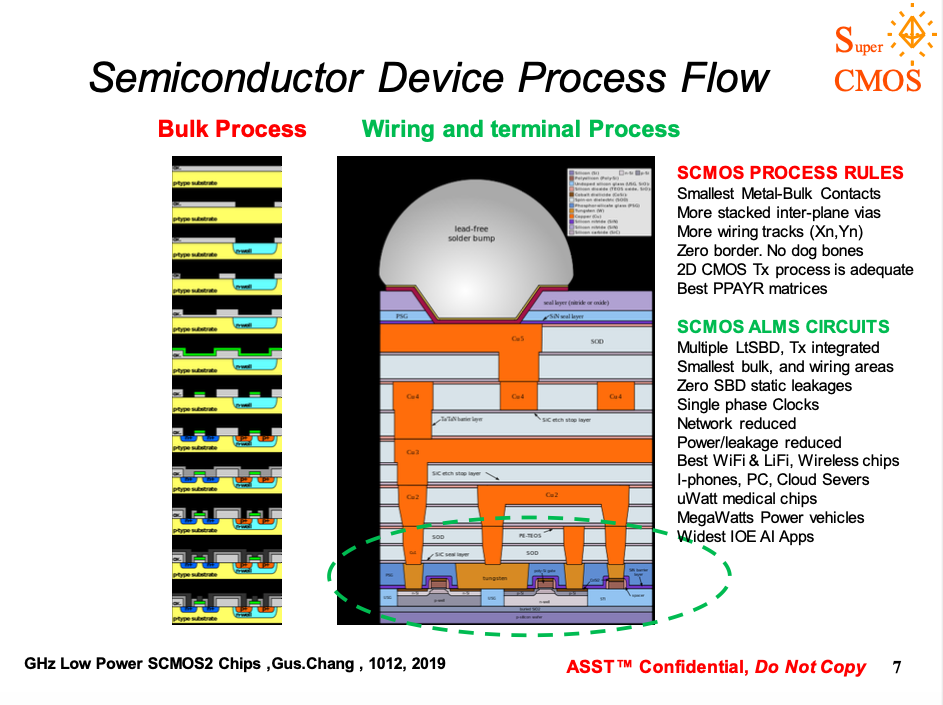 Super
CMOS
Semiconductor Device Process Flow
Bulk Process
Wiring and terminal Process
p-type substrate
p-type substrate
n-well
p-type substrate
n-well
p-type substrate
n-well
p-type substrate
n-well
p-type substrate
n-well
p-type substrate
p-type substrate
p-type substrate
p-type substrate
p-type substrate
p-type substrate
lead-free
solder bump
seal layer (nitride or oxide)
PSG
SiN seal layer
Cu 5
SOD
Cu 4
Cu 4
Cu 4
Ta/TaN barrier layer
SiC etch stop layer
Cu 3
SiC etch stop layer
Cu 2
Cu 2
SOD
PE-TEOS
SiC seal layer
SOD
tungsten
SCMOS PROCESS RULES
Smallest Metal-Bulk Contacts
More stacked inter-plane vias
More wiring tracks (Xn,Yn)
Zero border. No dog bones
2D CMOS Tx process is adequate
Best PPAYR matrices
SCMOS ALMS CIRCUITS
Multiple LtSBD, Tx integrated
Smallest bulk, and wiring areas
Zero SBD static leakages
Single phase Clocks
Network reduced
Power/leakage reduced
Best WiFi & LiFi, Wireless chips
I-phones, PC, Cloud Severs
uWatt medical chips
MegaWatts Power vehicles
Widest IOE AI Apps
GHz Low Power SCMOS2 Chips ,Gus.Chang , 1012, 2019
ASST™ Confidential, Do Not Copy
7